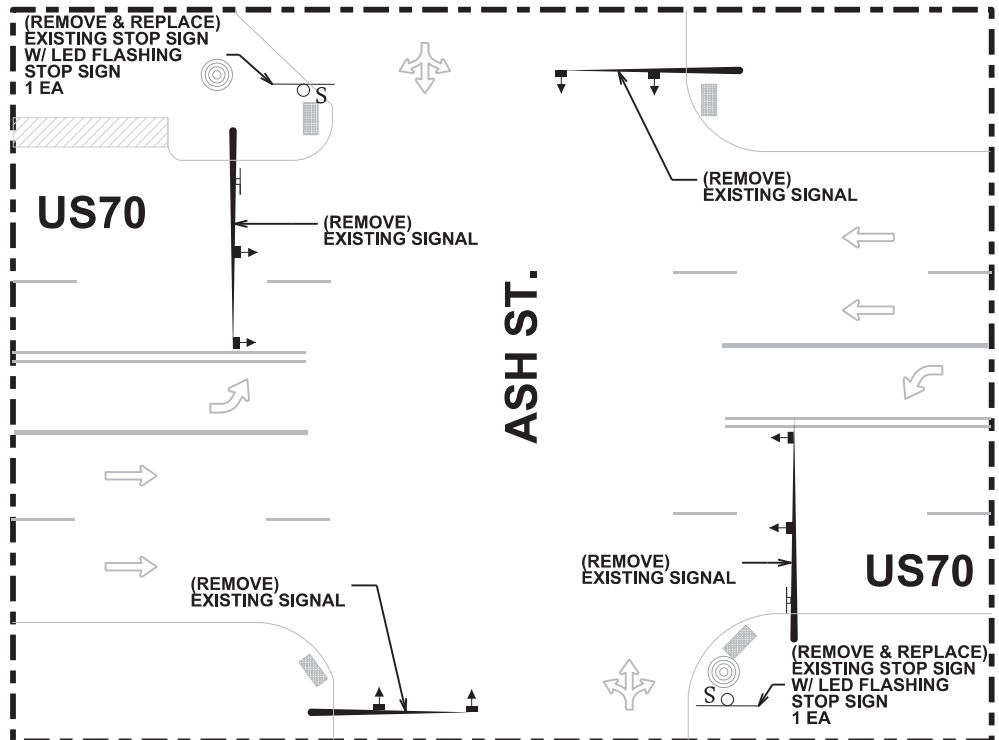 (REMOVE & REPLACE)
EXISTING STOP SIGN
W/ LED FLASHING
STOP SIGN
1 EA
S
(REMOVE)
EXISTING SIGNAL
US70
(REMOVE)
EXISTING SIGNAL
ASH ST.
(REMOVE)
EXISTING SIGNAL
(REMOVE)
EXISTING SIGNAL
US70
(REMOVE & REPLACE)
EXISTING STOP SIGN
W/ LED FLASHING
STOP SIGN
1 EA
S